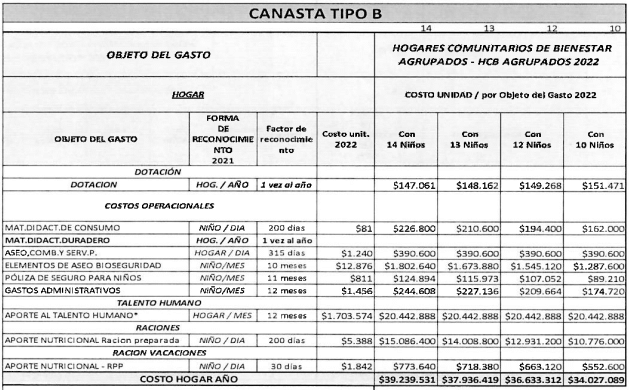 CANASTA TIPO B
14 13 12 10
OBJETO DEL GASTO
HOGARES COMUNITARIOS DE BIENESTAR
AGRUPADOS - HCB AGRUPADOS 2022
HOGAR
COSTO UNIDAD / por Objeto del Gasto 2022
OBJETO DEL GASTO
FORMA
DE
RECONOCIMIE
NTO
2021
Factor de
reconocimie
nto
Costo unit.
2022
Con
14 Niños
Con
13 Niños
Con
12 Niños
Con
10 Niños
DOTACIÓN
DOTACION HOG. / AÑO 1 vez al año $147.061 $148.162 $149.268 $151.471
COSTOS OPERACIONALES
MAT.DIDACT.DE CONSUMO NIÑO / DIA 200 días $81 $226.800 $210.600 $194.400 $162.000
MAT.DIDACT.DURADERO HOG. / AÑO 1 vez al año
ASEO,COMB.Y SERV.P. HOGAR / DIA 315 días $1.240 $390.600 $390.600 $390.600 $390.600
ELEMENTOS DE ASEO BIOSEGURIDAD NIÑO/MES 10 meses $12.876 $1.802.640 $1.673.880 $1.545.120 $1.287.600
PÓLIZA DE SEGURO PARA NIÑOS NIÑO/MES 11 meses $811 $124.894 $115.973 $107.052 $89.210
GASTOS ADMINISTRATIVOS NIÑO/MES 12 meses $1.456 $244.608 $227.136 $209.664 $174.720
TALENTO HUMANO
APORTE AL TALENTO HUMANO* HOGAR / MES 12 meses $1.703.574 $20.442.888 $20.442.888 $20.442.888 $20.442.888
RACIONES
APORTE NUTRICIONAL Racion preparada NIÑO / DIA 200 días $5.388 $15.086.400 $14.008.800 $12.931.200 $10.776.000
RACION VACACIONES
APORTE NUTRICIONAL - RPP NIÑO / DIA 30 días $1.842 $773.640 $718.380 $663.120 $552.600
COSTO HOGAR AÑO $39.239.531 $37.936.419 $36.633.312 $34.027.089